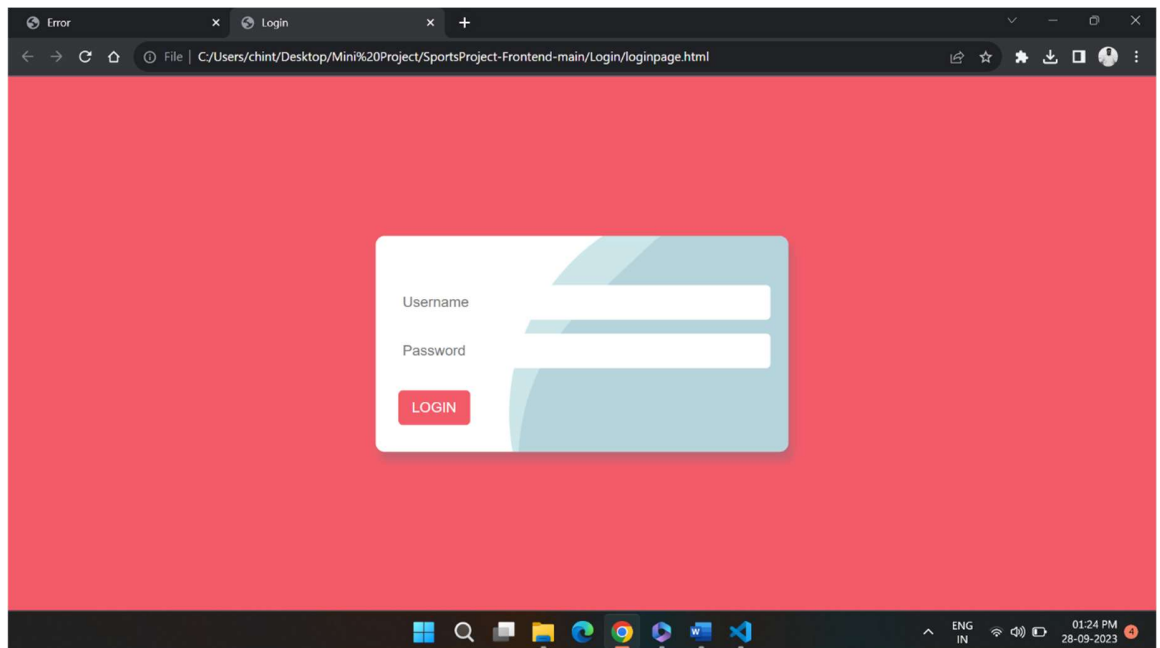 Error
Login
File C:/Users/chint/Desktop/Mini%20Project/SportsProject-Frontend-main/Login/loginpage.html
Username
Password
LOGIN
ENG
IN
01:24 PM
28-09-2023
4